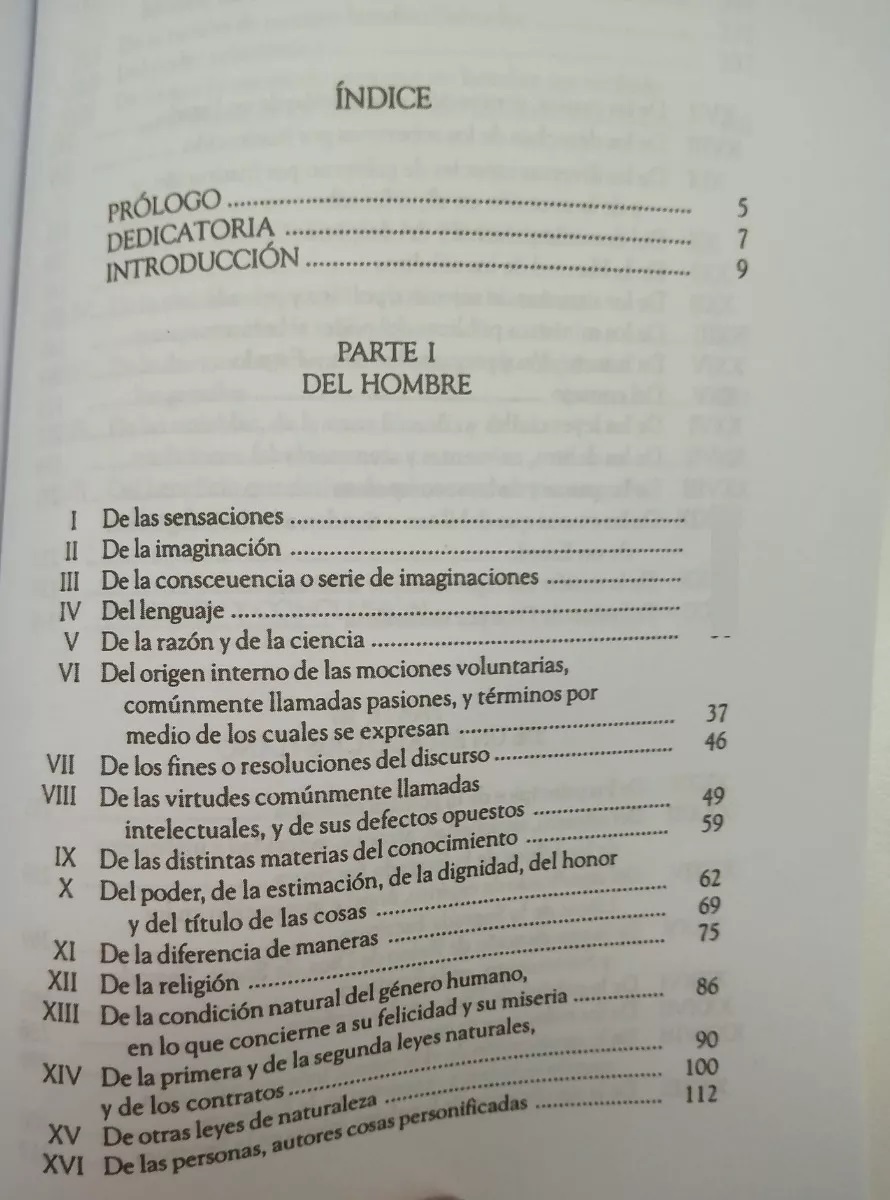 ÍNDICE
PRÓLOGO ........ 5
DEDICATORIA ........ 7
INTRODUCCIÓN ........ 9
PARTE I
DEL HOMBRE
I De las sensaciones ........
II De la imaginación ........
III De la consceuencia o serie de imaginaciones ........
IV Del lenguaje ........
V De la razón y de la ciencia ........
VI Del origen interno de las mociones voluntarias,
comúnmente llamadas pasiones, y términos por
medio de los cuales se expresan ........ 37
VII De los fines o resoluciones del discurso ........ 46
VIII De las virtudes comúnmente llamadas
intelectuales, y de sus defectos opuestos ........ 49
IX De las distintas materias del conocimiento ........ 59
X Del poder, de la estimación, de la dignidad, del honor
y del título de las cosas ........ 62
XI De la diferencia de maneras ........ 69
XII De la religión ........ 75
XIII De la condición natural del género humano,
en lo que concierne a su felicidad y su miseria ........ 86
XIV De la primera y de la segunda leyes naturales,
y de los contratos ........ 90
XV De otras leyes de naturaleza ........ 100
XVI De las personas, autores cosas personificadas ........ 112